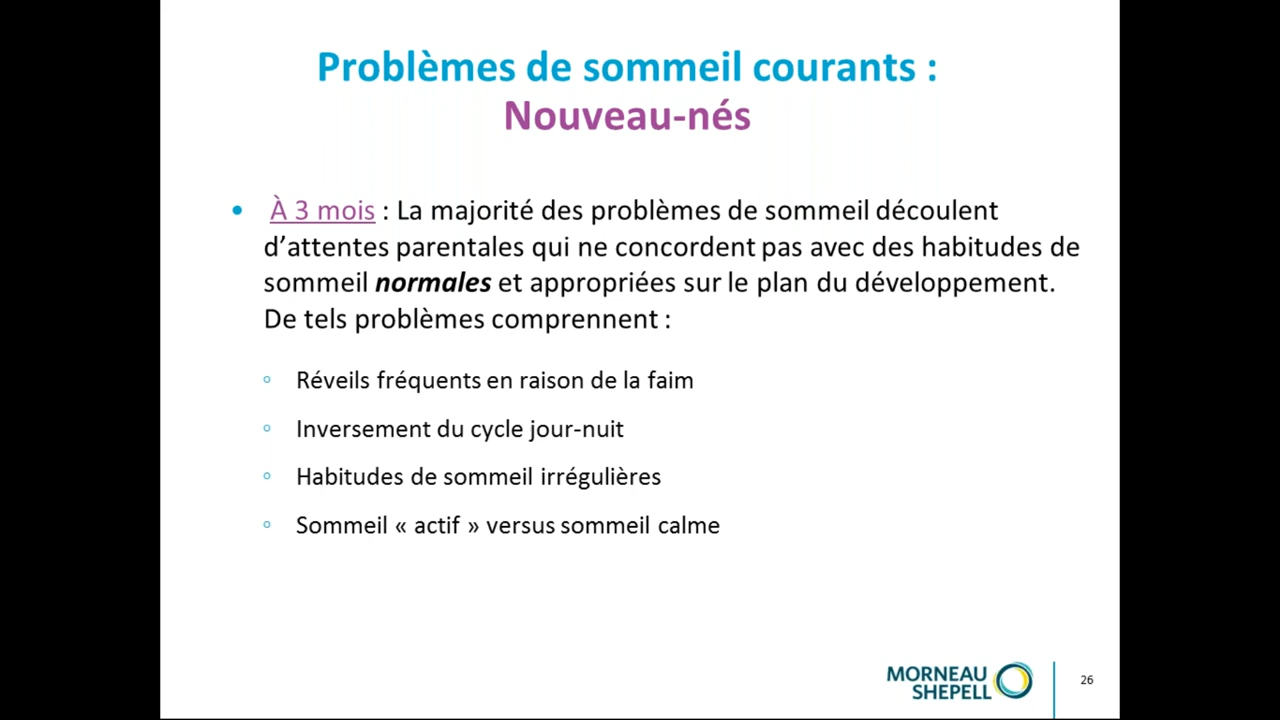 Problèmes de sommeil courants :
Nouveau-nés
• À 3 mois : La majorité des problèmes de sommeil découlent
d’attentes parentales qui ne concordent pas avec des habitudes de
sommeil normales et appropriées sur le plan du développement.
De tels problèmes comprennent :
◦ Réveils fréquents en raison de la faim
◦ Inversement du cycle jour-nuit
◦ Habitudes de sommeil irrégulières
◦ Sommeil « actif » versus sommeil calme
MORNEAU
SHEPELL
26